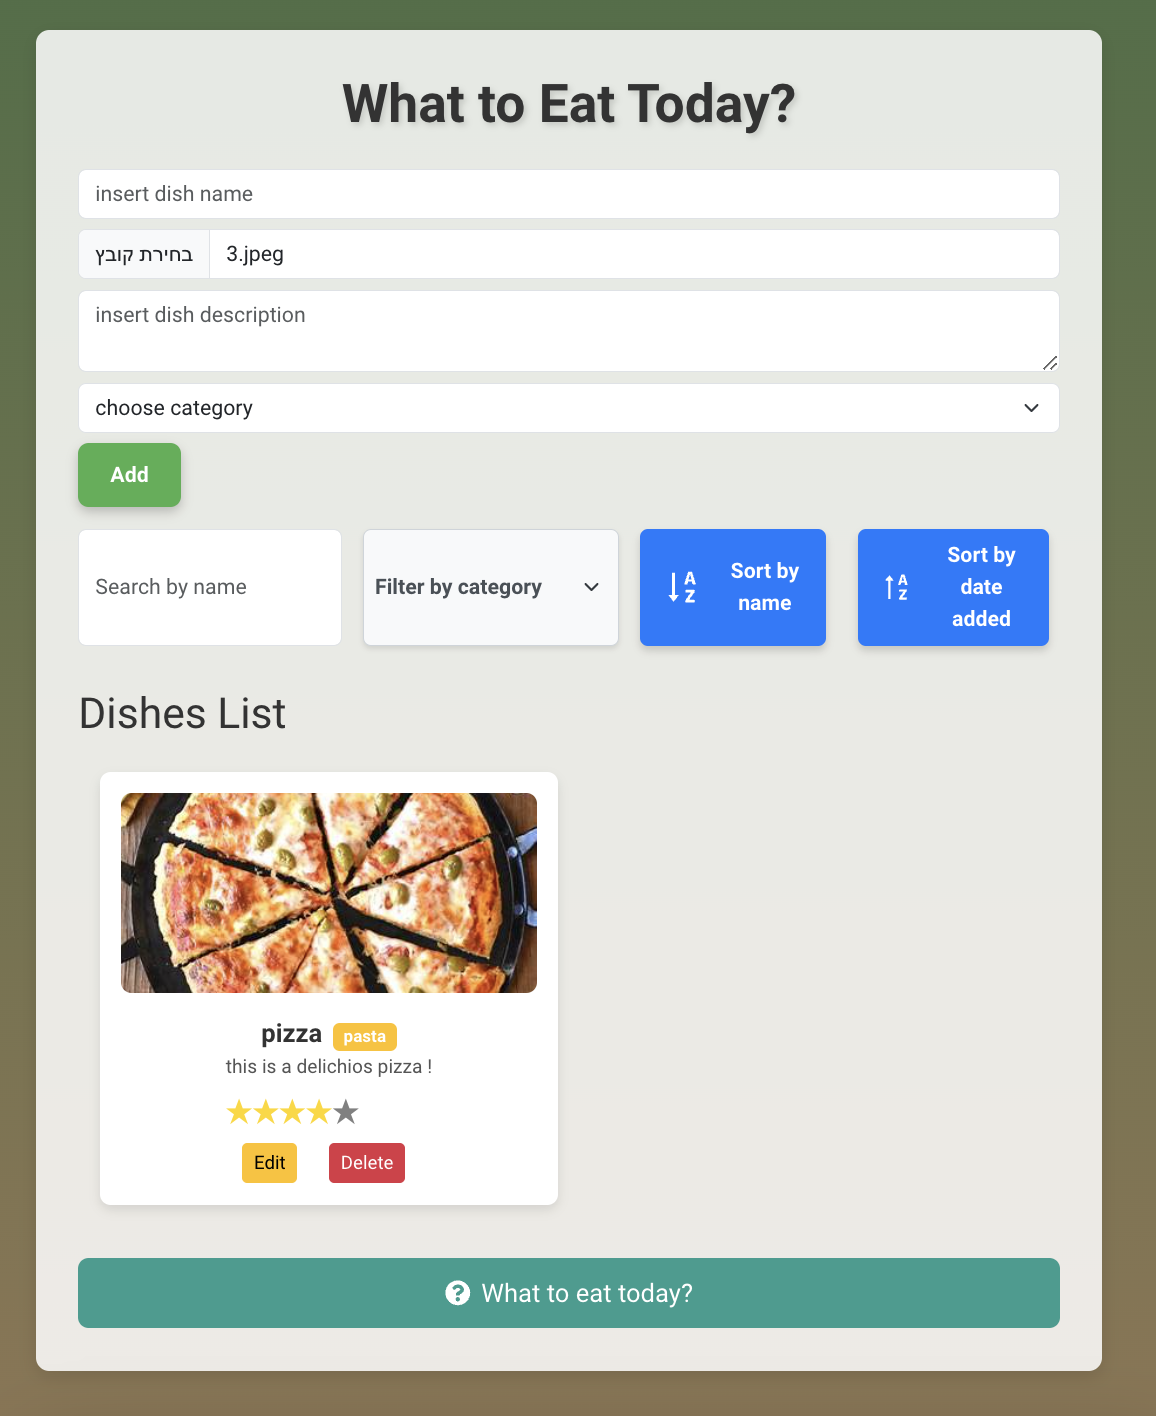 What to Eat Today?
insert dish name
בחירת קובץ 3.jpeg
insert dish description
choose category
Add
Search by name
Filter by category
A
Z
Sort by
name
A
Z
Sort by
date
added
Dishes List
pizza pasta
this is a delichios pizza !
Edit Delete
? What to eat today?